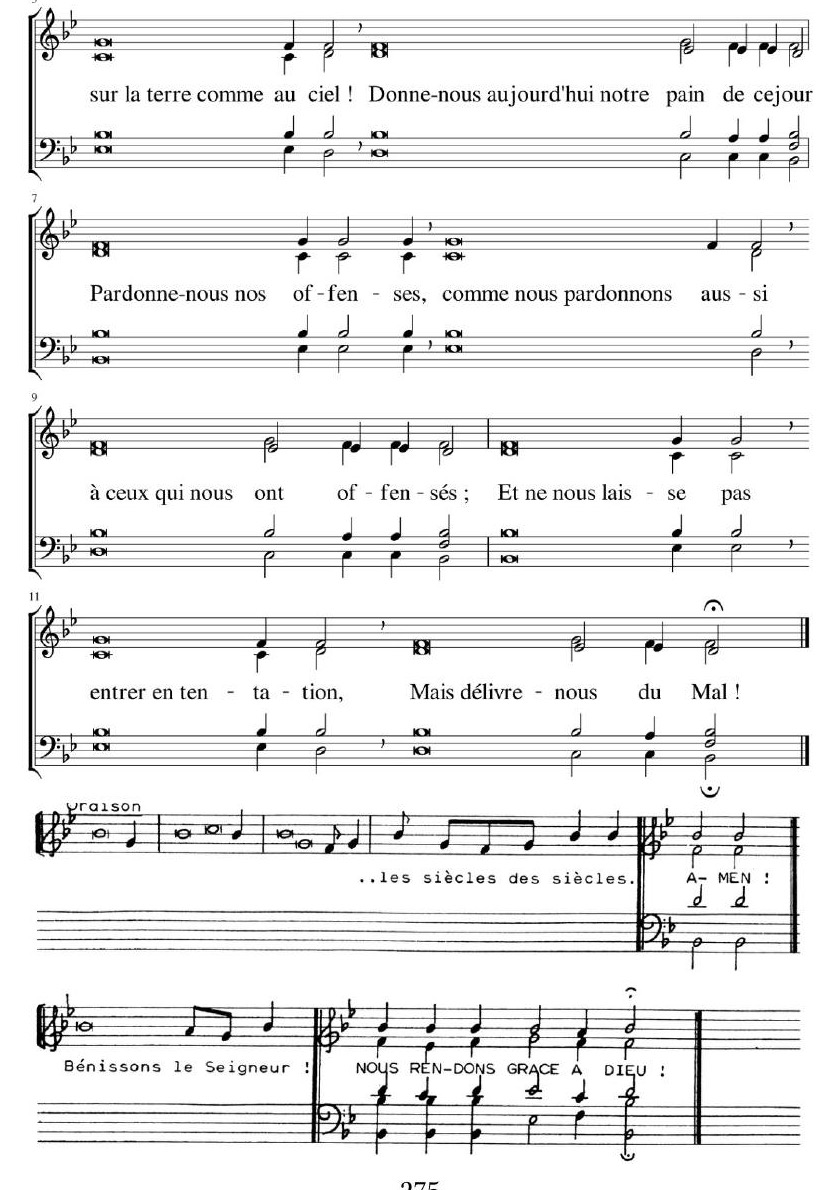 sur la terre comme au ciel ! Donne-nous aujourd'hui notre pain de cejour
7
Pardonne-nous nos of - fen - ses, comme nous pardonnons aus - si
9
à ceux qui nous ont of - fen - sés ; Et ne nous lais - se pas
11
entrer en ten - ta - tion, Mais délivre - nous du Mal !
Oraison
..les siècles des siècles. A- MEN !
Bénissons le Seigneur ! NOUS REN-DONS GRACE A DIEU !
275